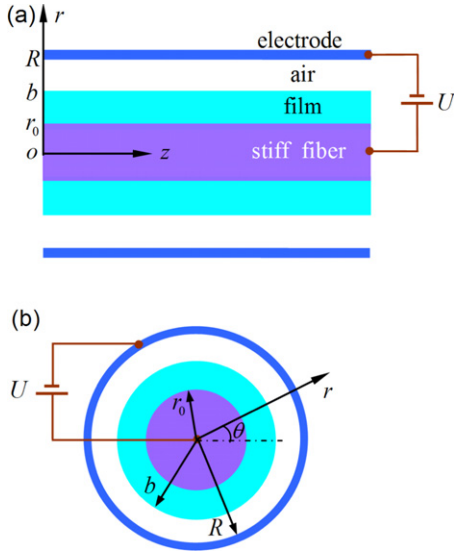 (a)
r
R
electrode
air
b
film
U
r₀
stiff fiber
o
z
(b)
U
r₀
r
θ
b
R